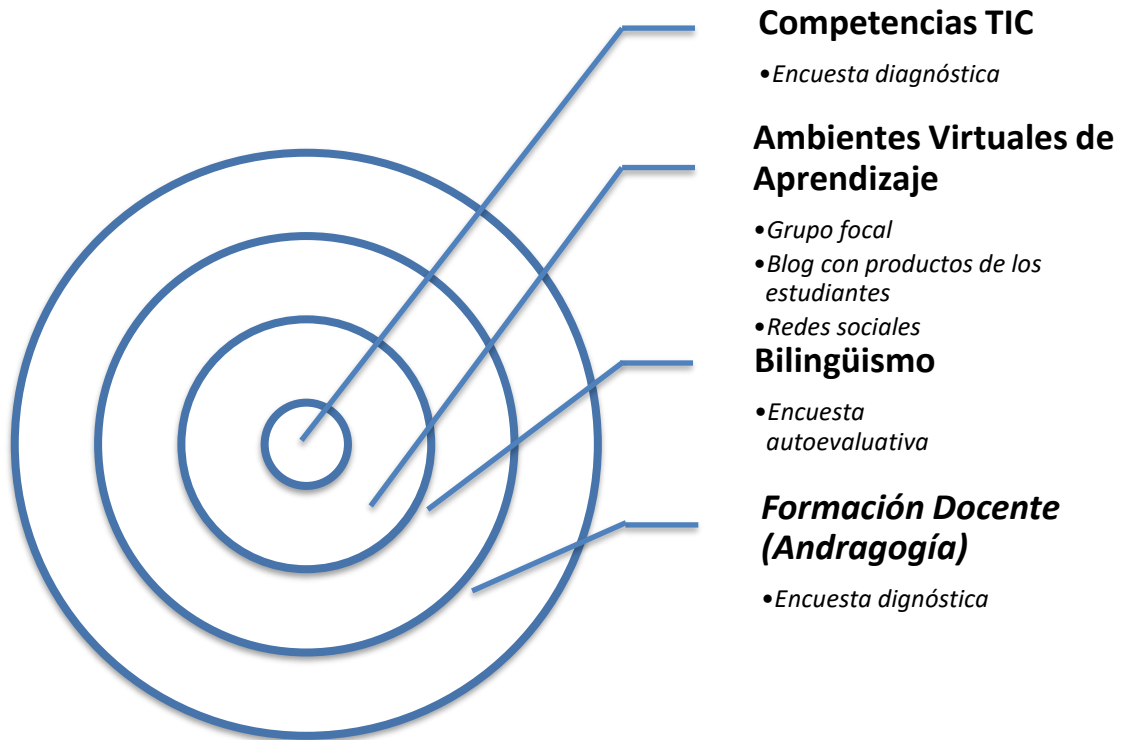 Competencias TIC
•Encuesta diagnóstica
Ambientes Virtuales de
Aprendizaje
•Grupo focal
•Blog con productos de los
estudiantes
•Redes sociales
Bilingüismo
•Encuesta
autoevaluativa
Formación Docente
(Andragogía)
•Encuesta dignóstica